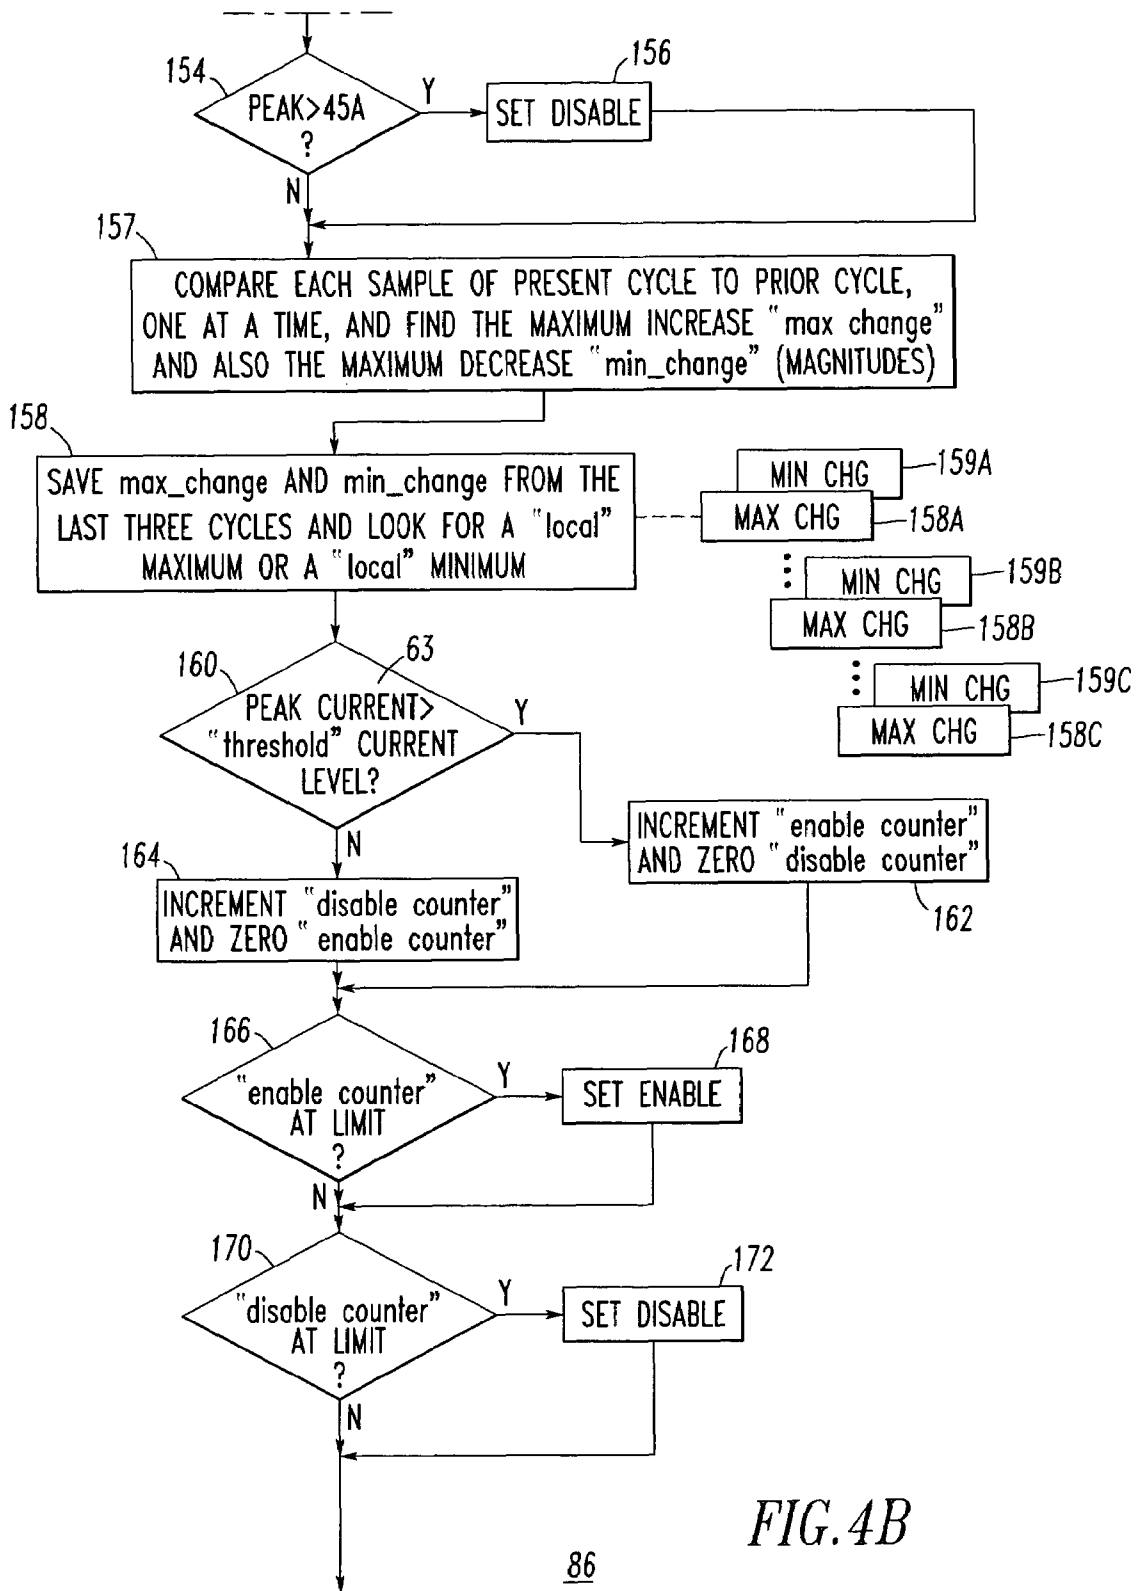 154
PEAK>45A
?
Y
156
SET DISABLE
N
157
COMPARE EACH SAMPLE OF PRESENT CYCLE TO PRIOR CYCLE,
ONE AT A TIME, AND FIND THE MAXIMUM INCREASE "max change"
AND ALSO THE MAXIMUM DECREASE "min_change" (MAGNITUDES)
158
SAVE max_change AND min_change FROM THE
LAST THREE CYCLES AND LOOK FOR A "local"
MAXIMUM OR A "local" MINIMUM
MIN CHG
159A
MAX CHG
158A
MIN CHG
159B
MAX CHG
158B
MIN CHG
159C
MAX CHG
158C
160
63
PEAK CURRENT>
"threshold" CURRENT
LEVEL?
Y
N
INCREMENT "enable counter"
AND ZERO "disable counter"
162
164
INCREMENT "disable counter"
AND ZERO "enable counter"
166
"enable counter"
AT LIMIT
?
Y
168
SET ENABLE
N
170
"disable counter"
AT LIMIT
?
Y
172
SET DISABLE
N
FIG.4B
86